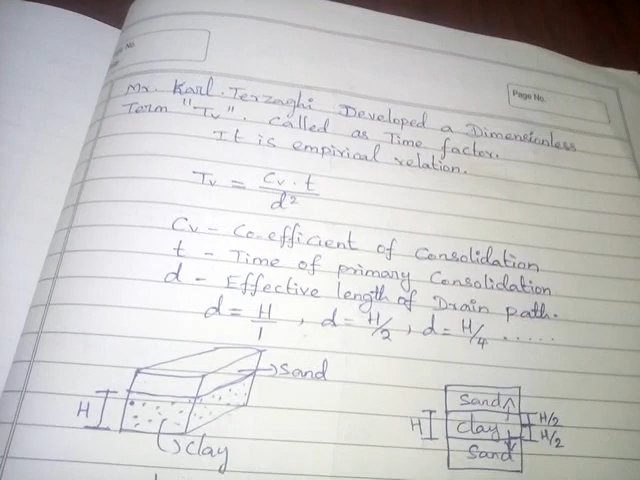 Page No.
Mr. Karl.Terzaghi Developed a Dimensionless
Term "Tv". called as Time factor.
It is empirical relation.
Tv = Cv . t / d²
Cv - Co-efficient of Consolidation
t - Time of primary Consolidation
d - Effective length of Drain path.
d = H/1 , d = H/2 , d = H/4 .....
Sand
H
Clay
Sand
H
Clay
H/2
H/2
Sand